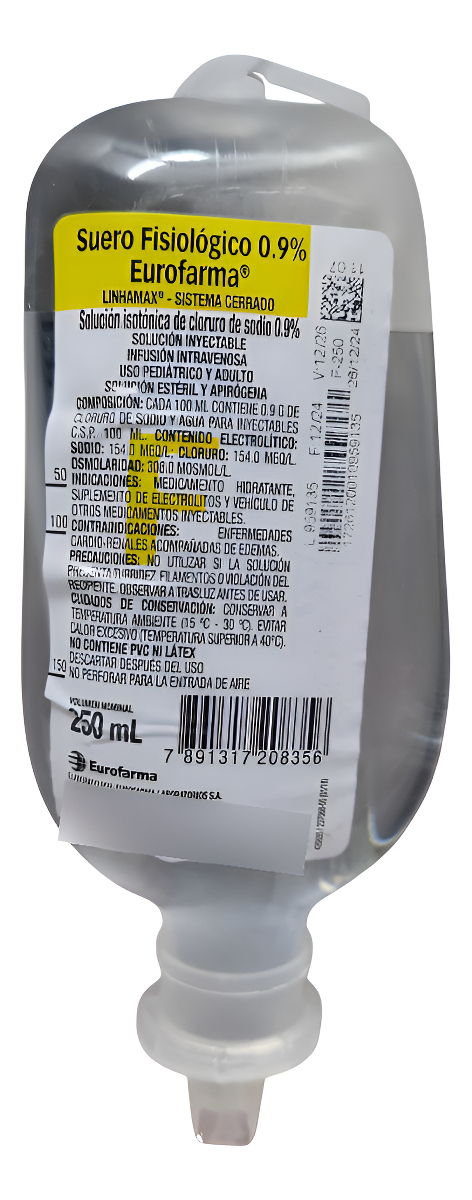 Suero Fisiológico 0.9%
Eurofarma®
LINHAMAX® - SISTEMA CERRADO
Solución isotónica de cloruro de sodio 0.9%
SOLUCIÓN INYECTABLE
INFUSIÓN INTRAVENOSA
USO PEDIÁTRICO Y ADULTO
SOLUCIÓN ESTÉRIL Y APIRÓGENA
COMPOSICIÓN: CADA 100 ML CONTIENE 0.9 G DE
CLORURO DE SODIO Y AGUA PARA INYECTABLES
C.S.P. 100 ML. CONTENIDO ELECTROLÍTICO:
SODIO: 154.0 MEQ/L; CLORURO: 154.0 MEQ/L.
OSMOLARIDAD: 308.0 MOSMOL/L.
INDICACIONES: MEDICAMENTO HIDRATANTE,
SUPLEMENTO DE ELECTROLITOS Y VEHÍCULO DE
OTROS MEDICAMENTOS INYECTABLES.
CONTRAINDICACIONES: ENFERMEDADES
CARDIO-RENALES ACOMPAÑADAS DE EDEMAS.
PRECAUCIONES: NO UTILIZAR SI LA SOLUCIÓN
PRESENTA TURBIDEZ, FILAMENTOS O VIOLACIÓN DEL
RECIPIENTE. OBSERVAR A TRASLUZ ANTES DE USAR.
CUIDADOS DE CONSERVACIÓN: CONSERVAR A
TEMPERATURA AMBIENTE (15 °C - 30 °C). EVITAR
CALOR EXCESIVO (TEMPERATURA SUPERIOR A 40°C).
NO CONTIENE PVC NI LÁTEX
DESCARTAR DESPUÉS DEL USO
NO PERFORAR PARA LA ENTRADA DE AIRE
50
100
150
VOLUMEN NOMINAL
250 mL
7 891317 208356
Eurofarma
L 959135 F 12/24 V 12/26
F-250
26/12/24